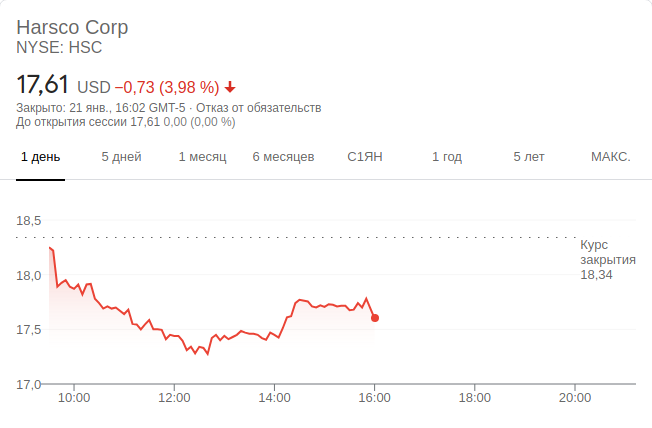 Harsco Corp
NYSE: HSC
17,61 USD −0,73 (3,98 %)
Закрыто: 21 янв., 16:02 GMT-5 · Отказ от обязательств
До открытия сессии 17,61 0,00 (0,00 %)
1 день 5 дней 1 месяц 6 месяцев С1ЯН 1 год 5 лет МАКС.
18,5
Курс
закрытия
18,34
18,0
17,5
17,0
10:00 12:00 14:00 16:00 18:00 20:00